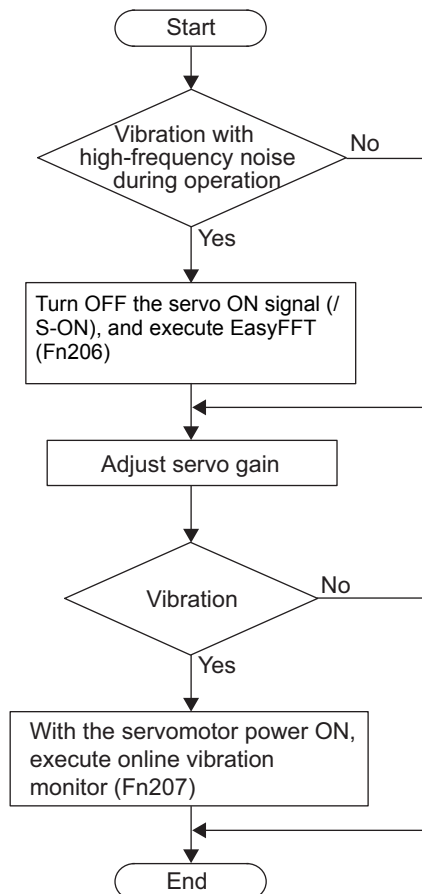 Start
Vibration with
high-frequency noise
during operation
No
Yes
Turn OFF the servo ON signal (/
S-ON), and execute EasyFFT
(Fn206)
Adjust servo gain
Vibration
No
Yes
With the servomotor power ON,
execute online vibration
monitor (Fn207)
End